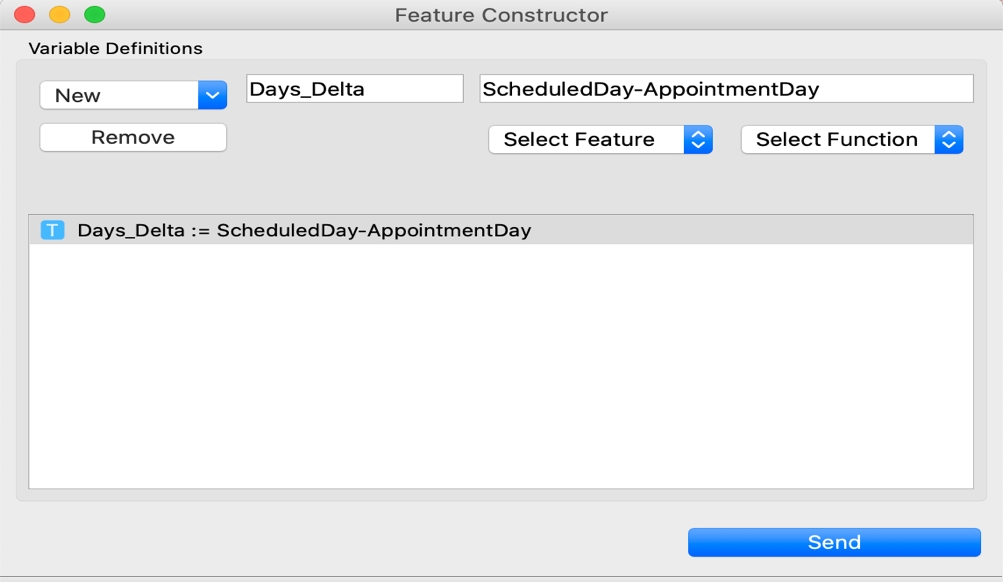 Feature Constructor
Variable Definitions
New
Days_Delta
ScheduledDay-AppointmentDay
Remove
Select Feature
Select Function
T Days_Delta := ScheduledDay-AppointmentDay
Send